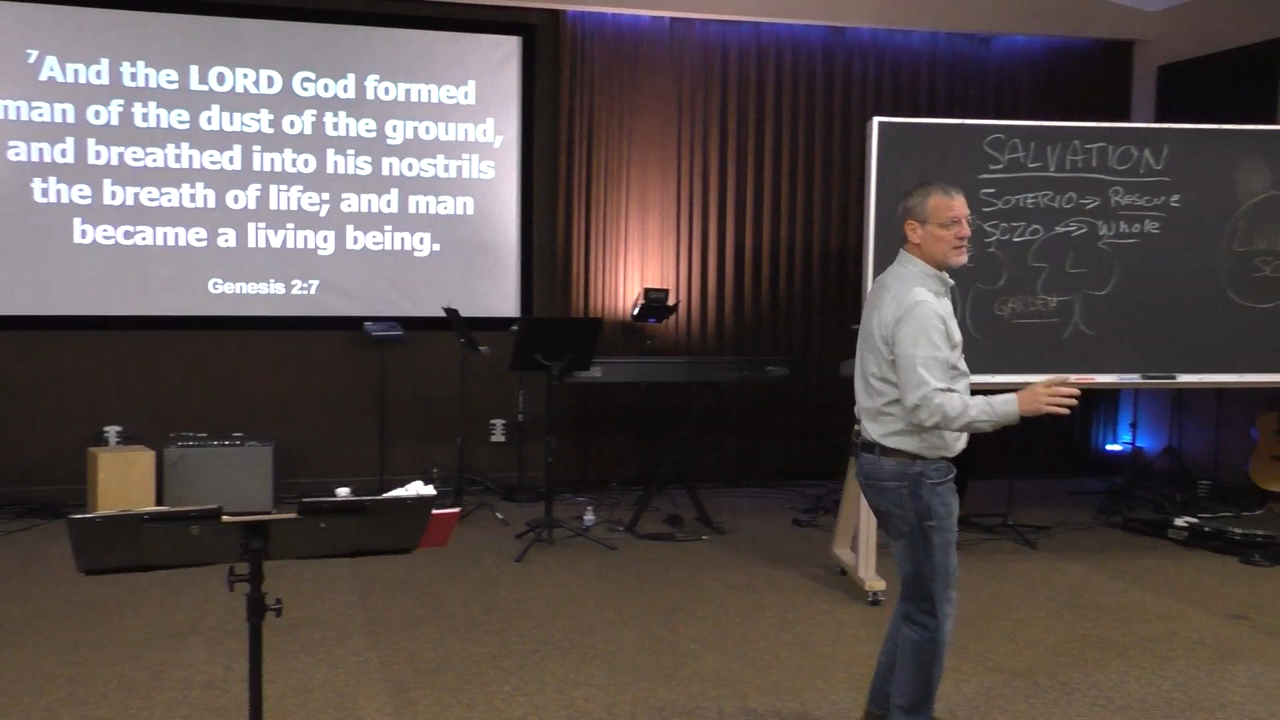 ⁷And the LORD God formed
man of the dust of the ground,
and breathed into his nostrils
the breath of life; and man
became a living being.
Genesis 2:7
SALVATION
SOTERIO → RESCUE
SOZO → Whole
L
GARDEN